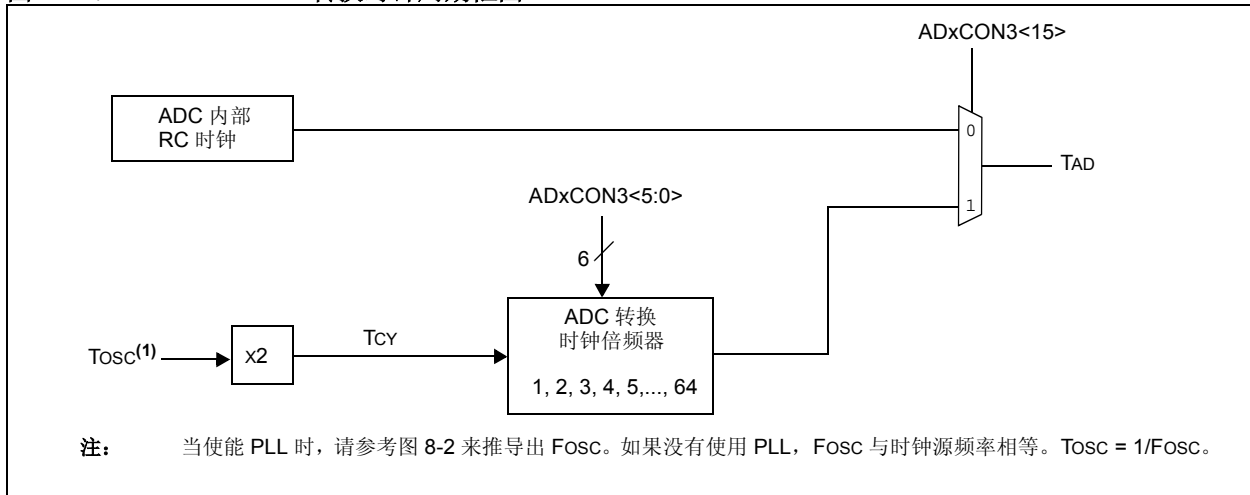 ADxCON3<15>
ADC 内部
RC 时钟
0
TAD
ADxCON3<5:0>
1
6
ADC 转换
时钟倍频器
TOSC(1)
x2
TCY
1, 2, 3, 4, 5,..., 64
注： 当使能 PLL 时，请参考图 8-2 来推导出 FOSC。如果没有使用 PLL，FOSC 与时钟源频率相等。TOSC = 1/FOSC。